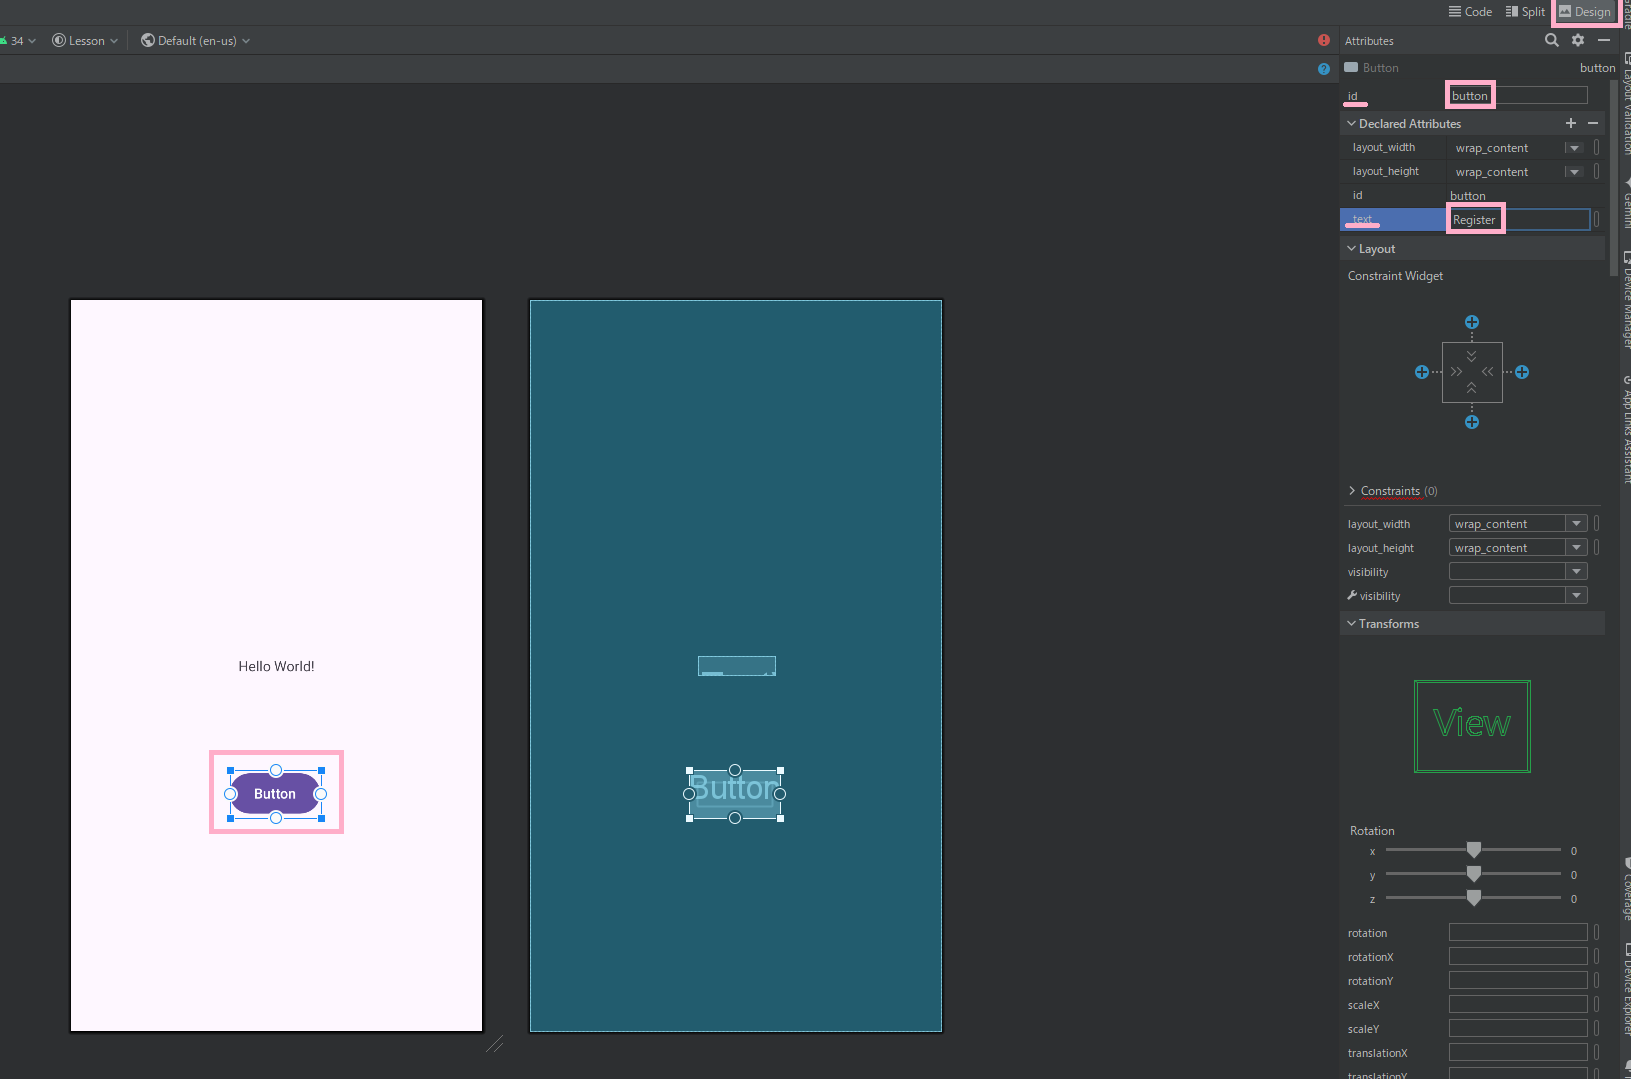 Code Split Design
34 Lesson Default (en-us)
Attributes
Button button
id button
Declared Attributes
layout_width wrap_content
layout_height wrap_content
id button
text Register
Layout
Constraint Widget
Constraints (0)
layout_width wrap_content
layout_height wrap_content
visibility
visibility
Transforms
View
Rotation
x 0
y 0
z 0
rotation
rotationX
rotationY
scaleX
scaleY
translationX
translationY
Hello World!
Button
Button
Layout Validation
Gemini
Device Manager
App Links Assistant
Coverage
Device Explorer